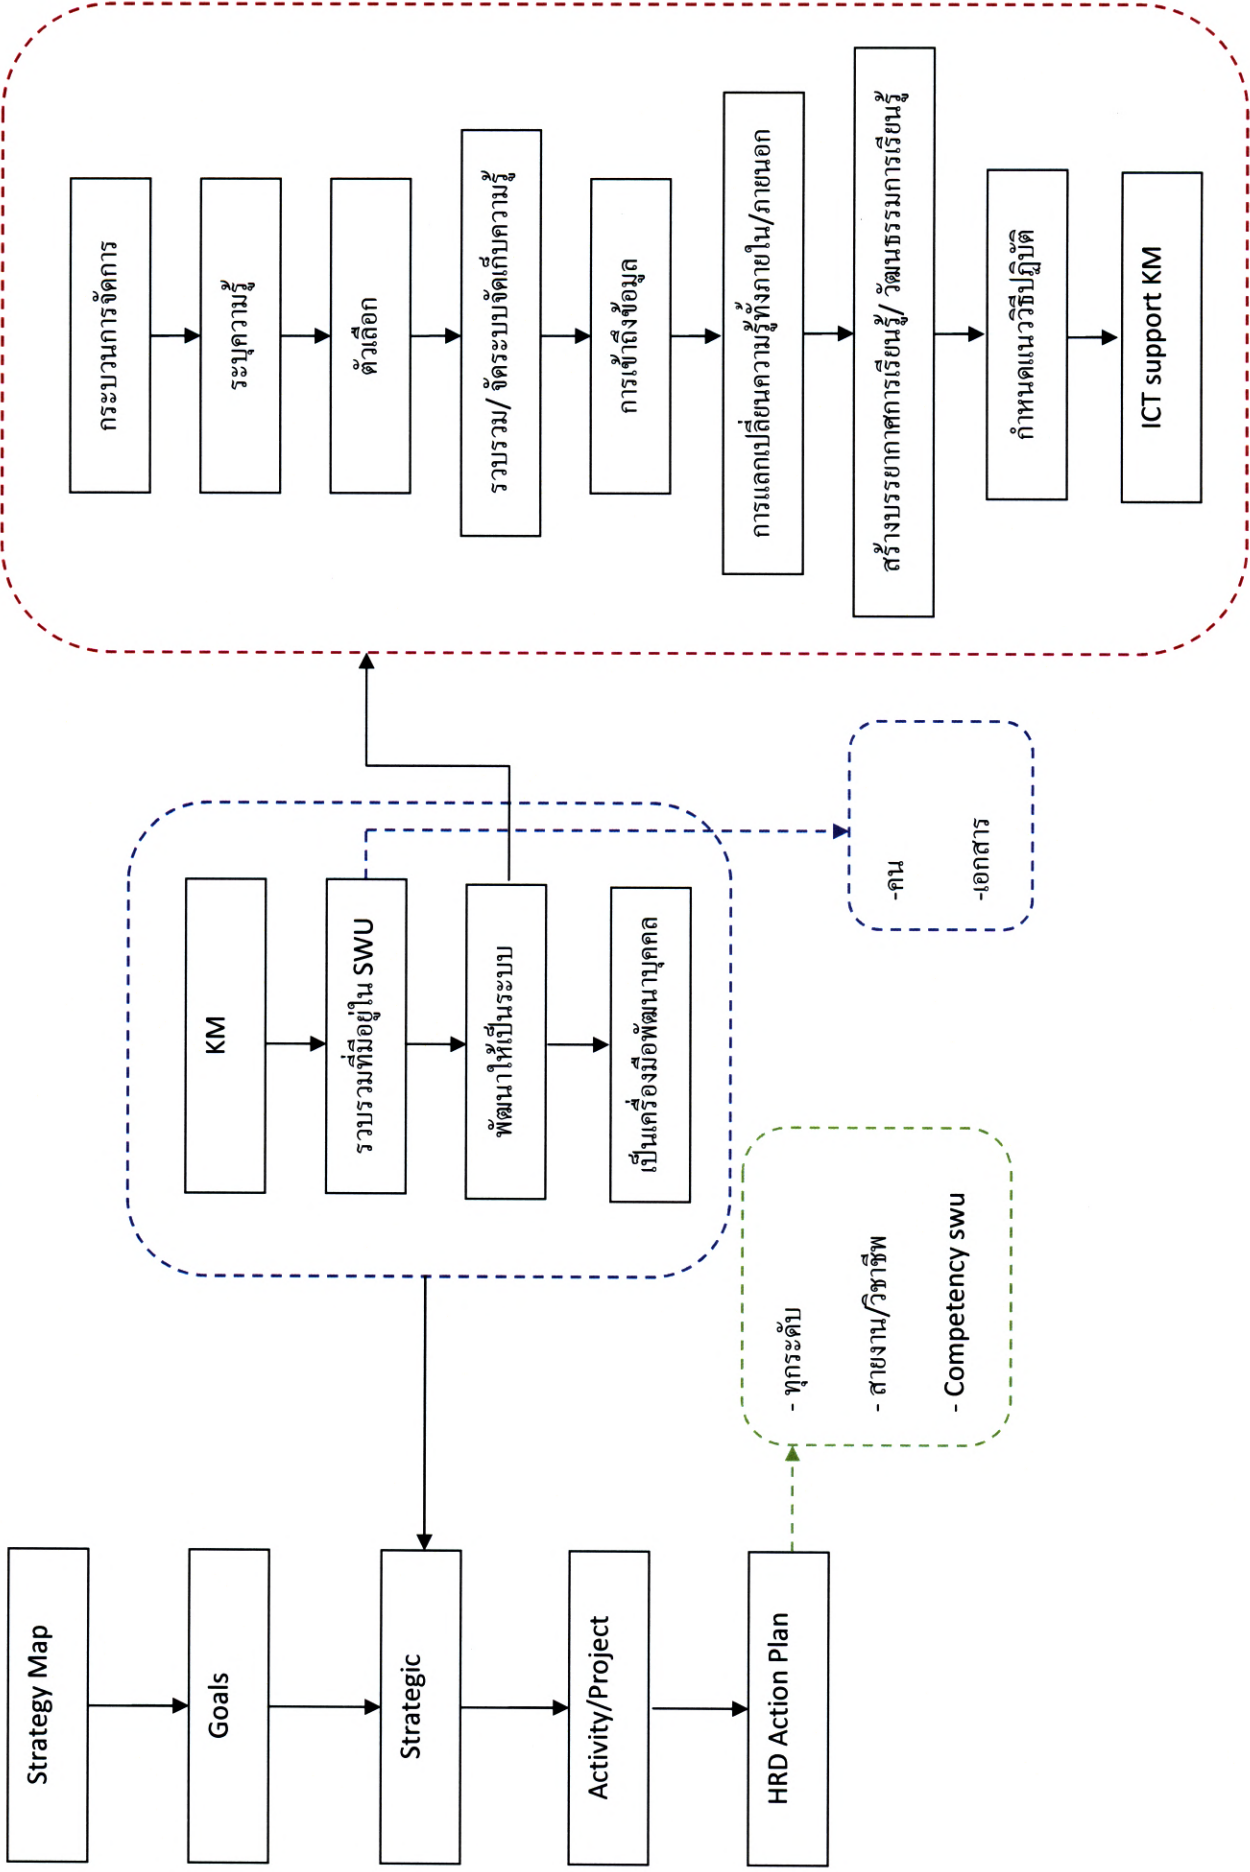 Strategy Map
Goals
Strategic
Activity/Project
HRD Action Plan
- ทุกระดับ
- สายงาน/วิชาชีพ
- Competency swu
KM
รวบรวมที่มีอยู่ใน SWU
พัฒนาให้เป็นระบบ
เป็นเครื่องมือพัฒนาบุคคล
-คน
-เอกสาร
กระบวนการจัดการ
ระบุความรู้
ตัวเลือก
รวบรวม/ จัดระบบจัดเก็บความรู้
การเข้าถึงข้อมูล
การแลกเปลี่ยนความรู้ทั้งภายใน/ภายนอก
สร้างบรรยากาศการเรียนรู้/ วัฒนธรรมการเรียนรู้
กำหนดแนววิธีปฏิบัติ
ICT support KM